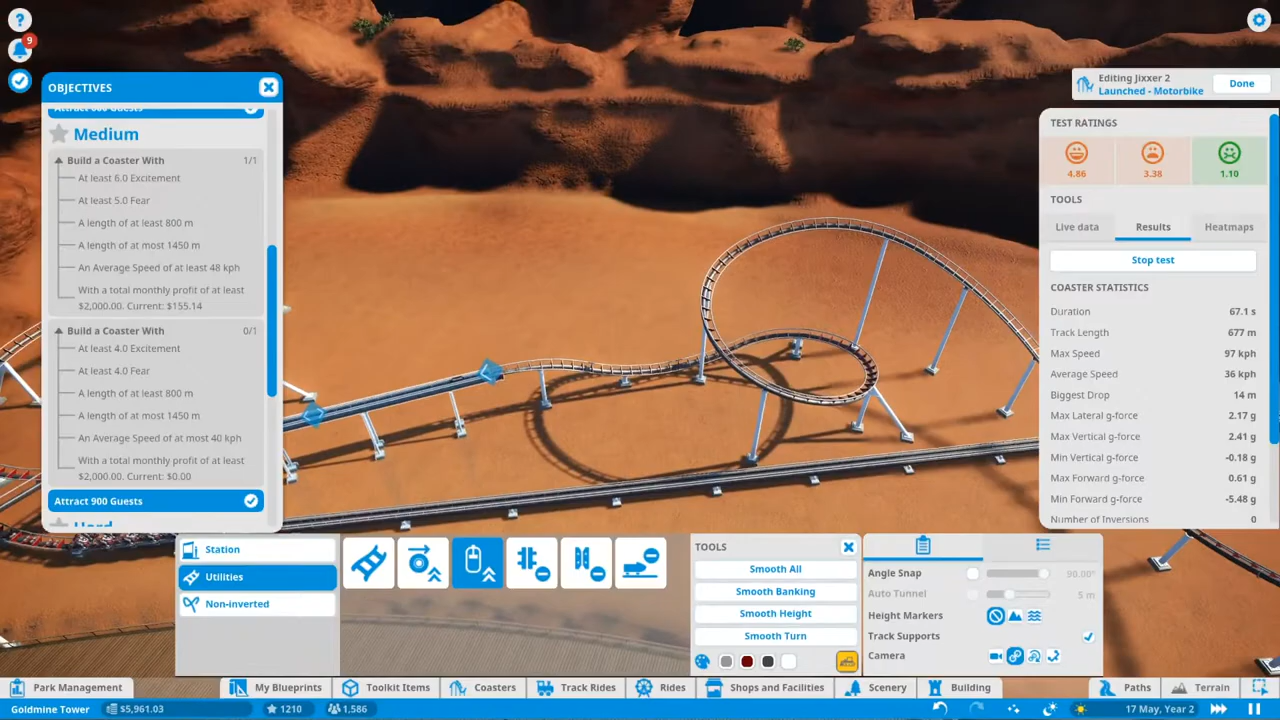 ?
9
OBJECTIVES
Attract 600 Guests
Medium
Build a Coaster With 1/1
At least 6.0 Excitement
At least 5.0 Fear
A length of at least 800 m
A length of at most 1450 m
An Average Speed of at least 48 kph
With a total monthly profit of at least
$2,000.00. Current: $155.14
Build a Coaster With 0/1
At least 4.0 Excitement
At least 4.0 Fear
A length of at least 800 m
A length of at most 1450 m
An Average Speed of at most 40 kph
With a total monthly profit of at least
$2,000.00. Current: $0.00
Attract 900 Guests
Hard
Editing Jixxer 2
Launched - Motorbike
Done
TEST RATINGS
4.86 3.38 1.10
TOOLS
Live data Results Heatmaps
Stop test
COASTER STATISTICS
Duration 67.1 s
Track Length 677 m
Max Speed 97 kph
Average Speed 36 kph
Biggest Drop 14 m
Max Lateral g-force 2.17 g
Max Vertical g-force 2.41 g
Min Vertical g-force -0.18 g
Max Forward g-force 0.61 g
Min Forward g-force -5.48 g
Number of Inversions 0
Station
Utilities
Non-inverted
TOOLS
Smooth All
Smooth Banking
Smooth Height
Smooth Turn
Angle Snap 90.00°
Auto Tunnel 5 m
Height Markers
Track Supports
Camera
Park Management My Blueprints Toolkit Items Coasters Track Rides Rides Shops and Facilities Scenery Building Paths Terrain
Goldmine Tower $5,961.03 1210 1,586 17 May, Year 2